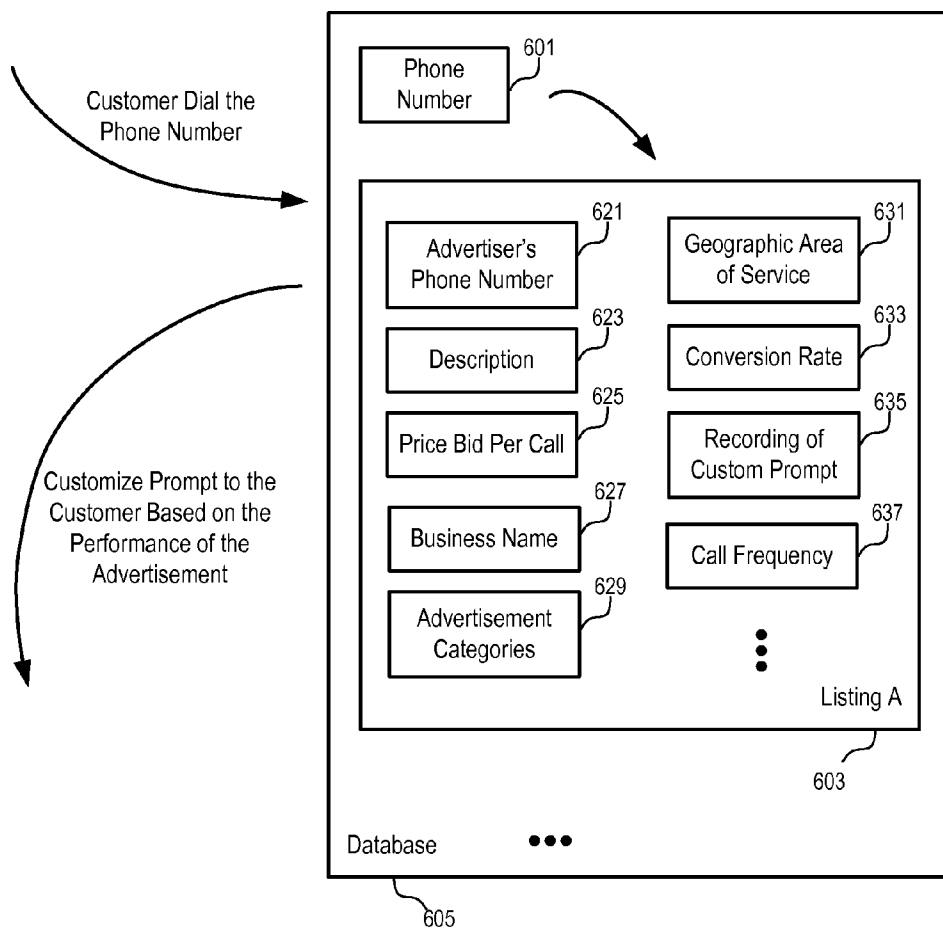 Phone
Number
601
Customer Dial the
Phone Number
Advertiser's
Phone Number
621
Description
623
Price Bid Per Call
625
Business Name
627
Advertisement
Categories
629
Geographic Area
of Service
631
Conversion Rate
633
Recording of
Custom Prompt
635
Call Frequency
637
Listing A
603
Customize Prompt to the
Customer Based on the
Performance of the
Advertisement
Database
605